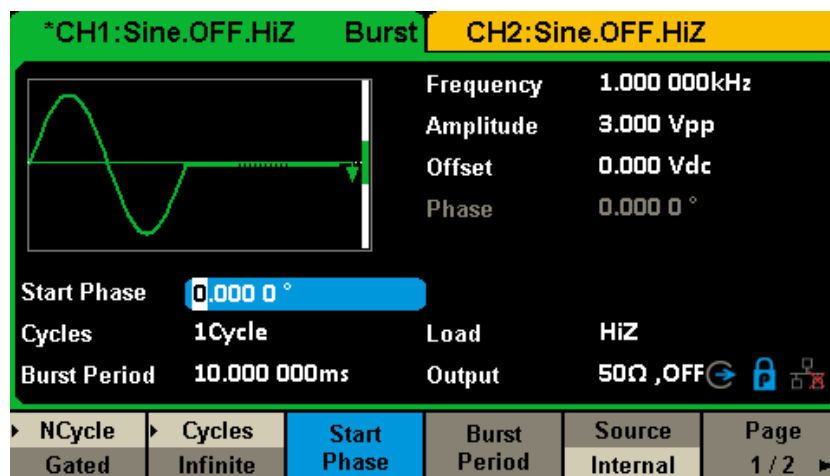 *CH1:Sine.OFF.HiZ Burst CH2:Sine.OFF.HiZ
Frequency 1.000 000kHz
Amplitude 3.000 Vpp
Offset 0.000 Vdc
Phase 0.000 0 °
Start Phase 0.000 0 °
Cycles 1Cycle Load HiZ
Burst Period 10.000 000ms Output 50Ω ,OFF P
NCycle Cycles Start Burst Source Page
Gated Infinite Phase Period Internal 1/2